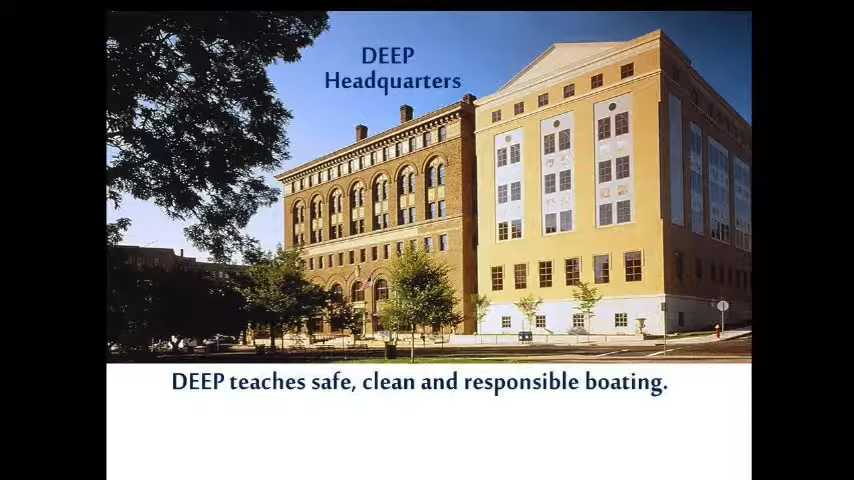 DEEP
Headquarters
DEEP teaches safe, clean and responsible boating.